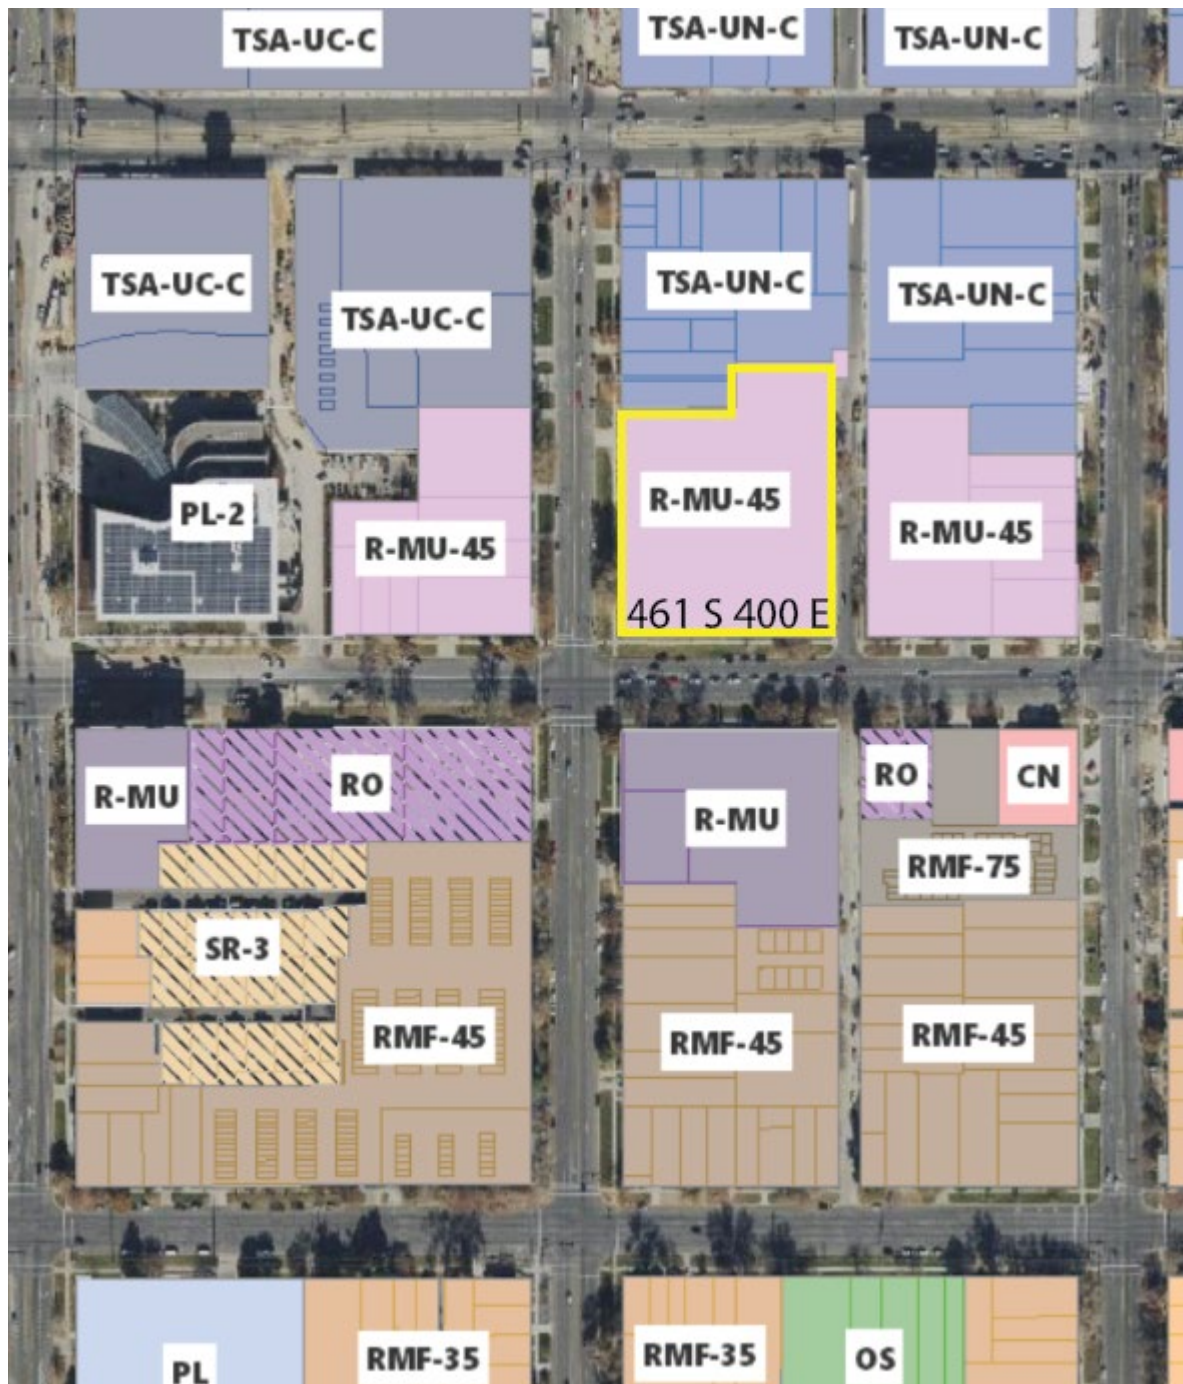 TSA-UC-C
TSA-UN-C
TSA-UN-C
TSA-UC-C
TSA-UC-C
TSA-UN-C
TSA-UN-C
PL-2
R-MU-45
R-MU-45
R-MU-45
461 S 400 E
R-MU
RO
R-MU
RO
CN
RMF-75
SR-3
RMF-45
RMF-45
RMF-45
PL
RMF-35
RMF-35
OS